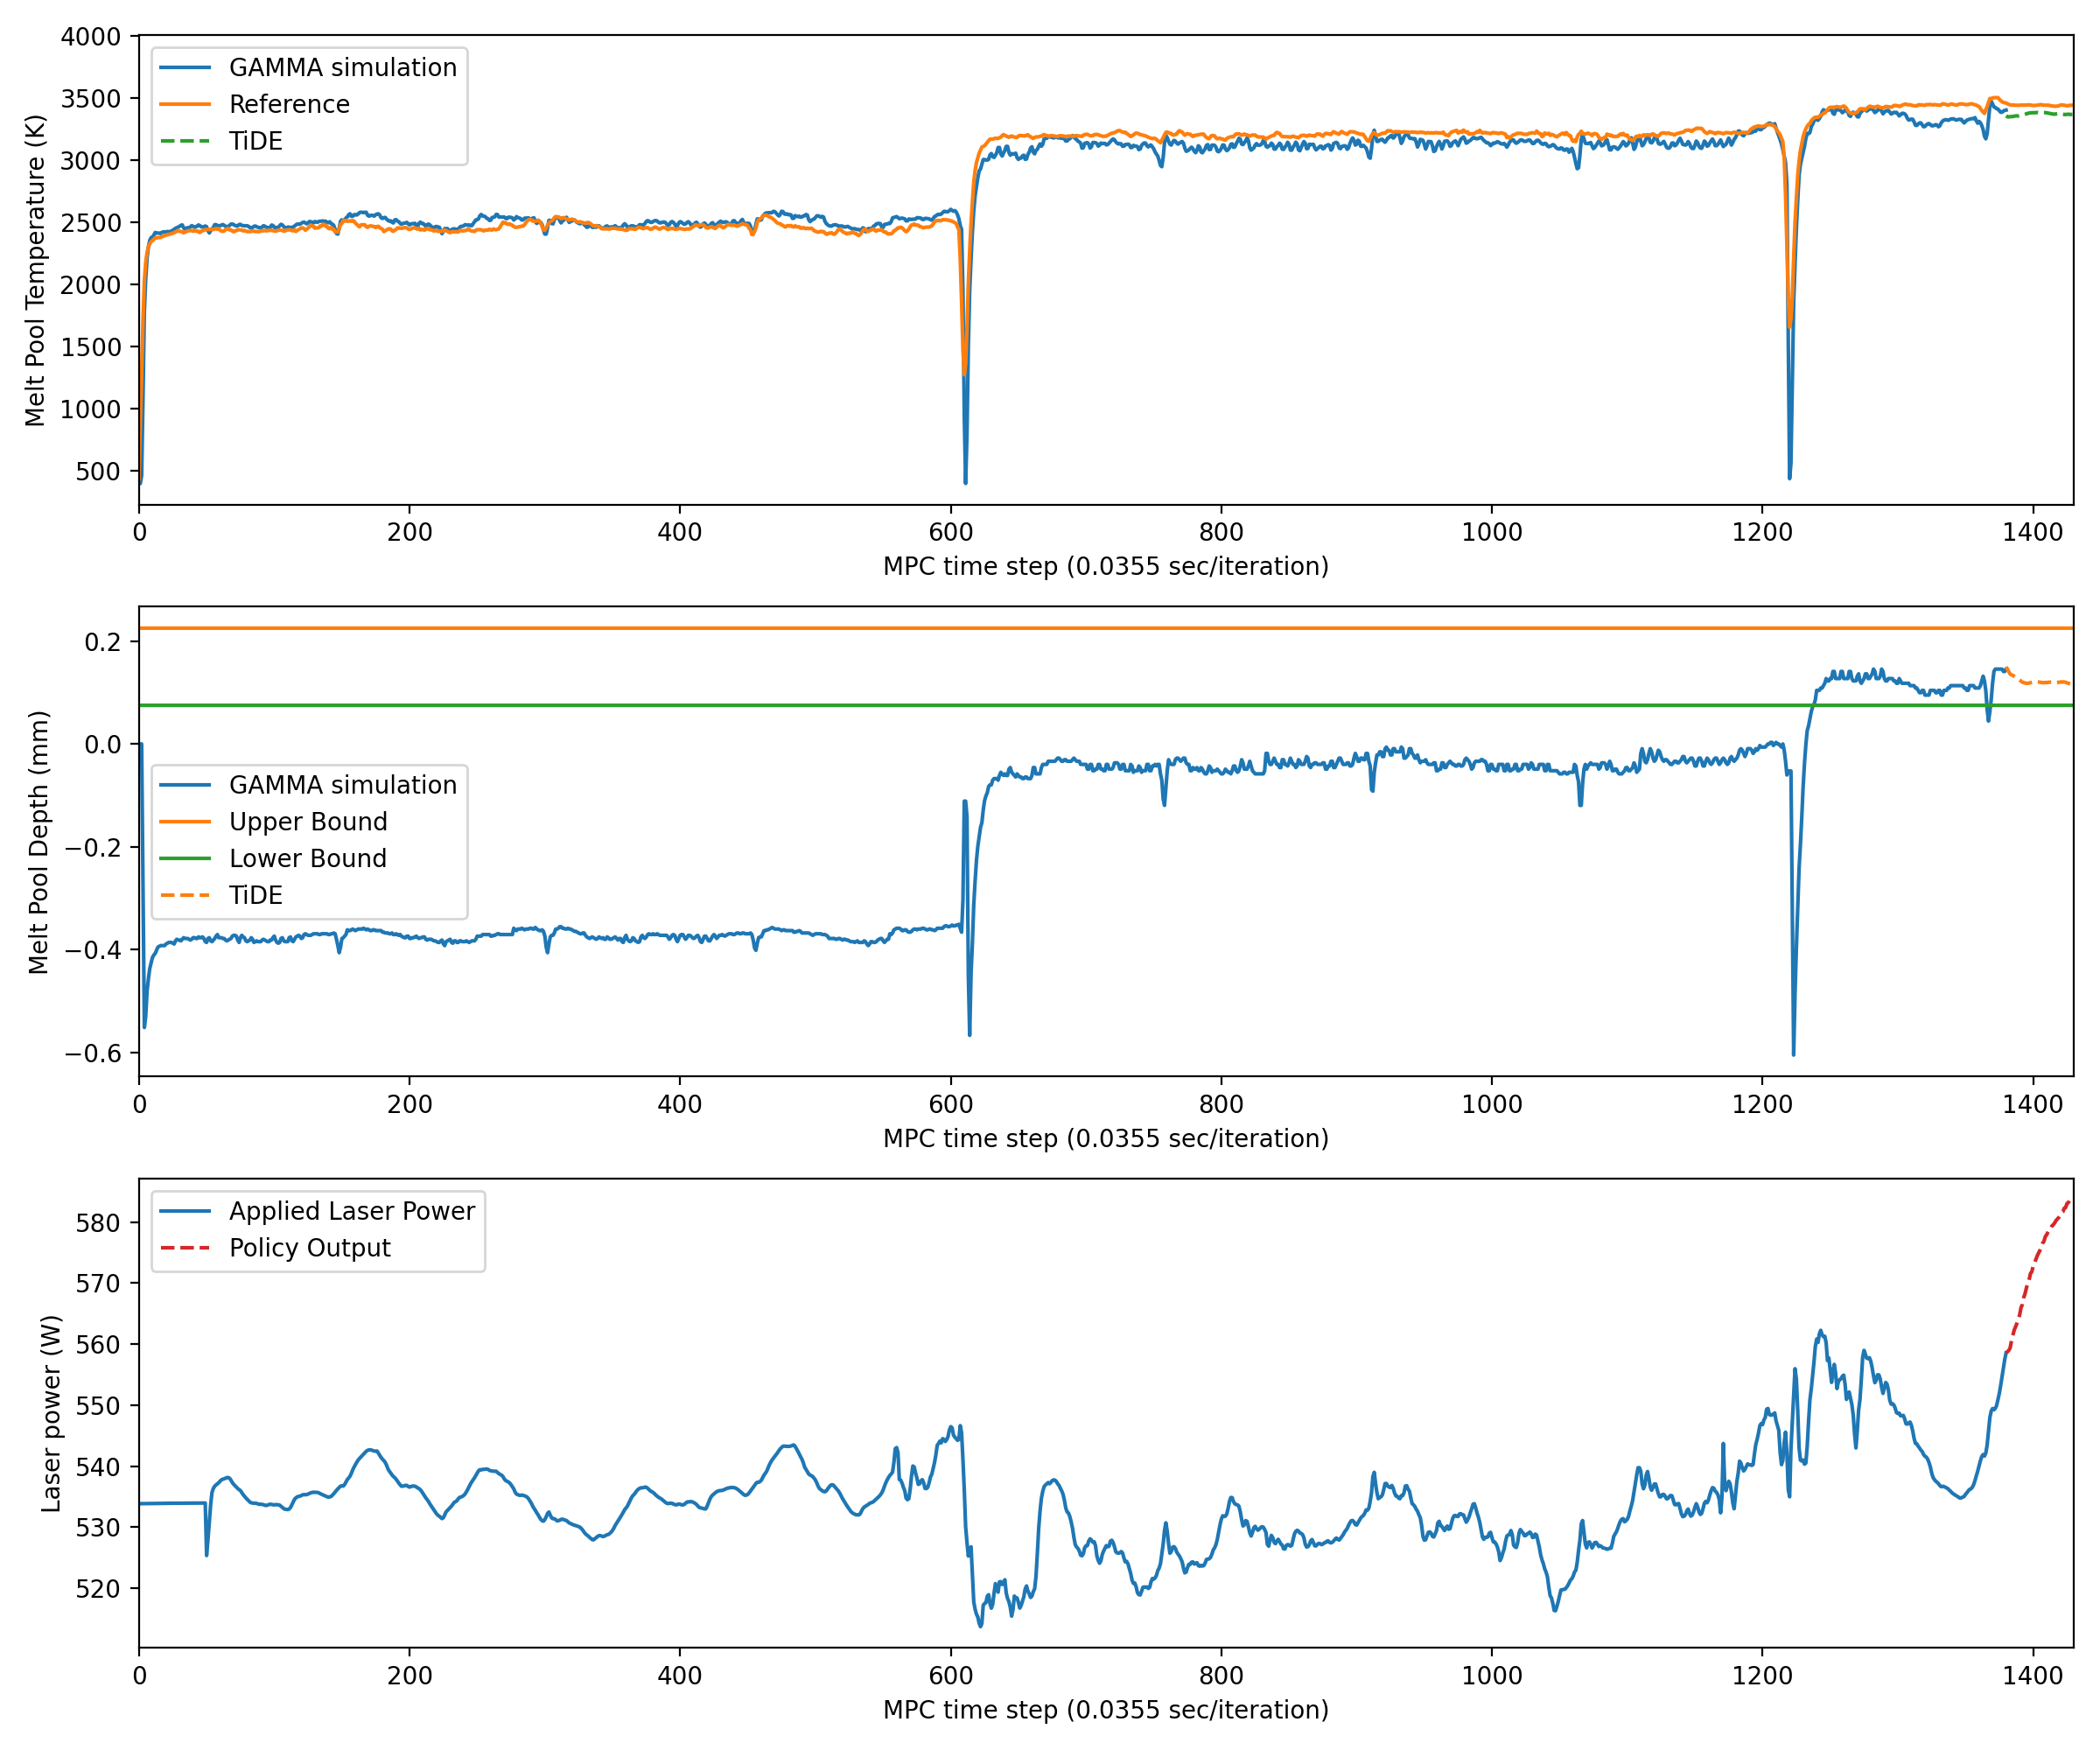 4000
3500
3000
2500
2000
1500
1000
500
Melt Pool Temperature (K)
GAMMA simulation
Reference
TiDE
0 200 400 600 800 1000 1200 1400
MPC time step (0.0355 sec/iteration)
0.2
0.0
−0.2
−0.4
−0.6
Melt Pool Depth (mm)
GAMMA simulation
Upper Bound
Lower Bound
TiDE
0 200 400 600 800 1000 1200 1400
MPC time step (0.0355 sec/iteration)
580
570
560
550
540
530
520
Laser power (W)
Applied Laser Power
Policy Output
0 200 400 600 800 1000 1200 1400
MPC time step (0.0355 sec/iteration)